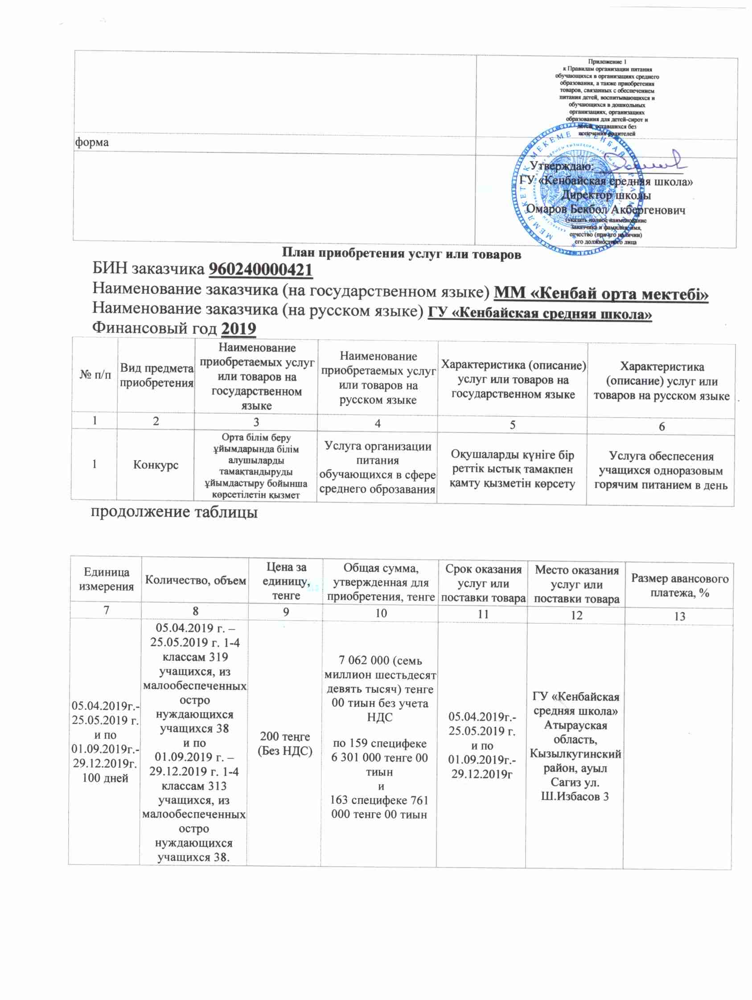 Приложение 1
к Правилам организации питания
обучающихся в организациях среднего
образования, а также приобретения
товаров, связанных с обеспечением
питания детей, воспитывающихся и
обучающихся в дошкольных
организациях, организациях
образования для детей-сирот и
детей, оставшихся без
попечения родителей
форма
Утверждаю:
ГУ «Кенбайская средняя школа»
Директор школы
Омаров Бекбол Акбергенович
(указать полное наименование
Заказчика и фамилия, имя,
отчество (при его наличии)
его должностного лица
МЕМЛЕКЕТТІК МЕКЕМЕ
План приобретения услуг или товаров
БИН заказчика 960240000421
Наименование заказчика (на государственном языке) ММ «Кенбай орта мектебі»
Наименование заказчика (на русском языке) ГУ «Кенбайская средняя школа»
Финансовый год 2019
№ п/п
Вид предмета
приобретения
Наименование
приобретаемых услуг
или товаров на
государственном
языке
Наименование
приобретаемых услуг
или товаров на
русском языке
Характеристика (описание)
услуг или товаров на
государственном языке
Характеристика
(описание) услуг или
товаров на русском языке
1
2
3
4
5
6
1
Конкурс
Орта білім беру
ұйымдарында білім
алушыларды
тамақтандыруды
ұйымдастыру бойынша
көрсетілетін қызмет
Услуга организации
питания
обучающихся в сфере
среднего оброзавания
Оқушаларды күніге бір
реттік ыстық тамақпен
қамту қызметін көрсету
Услуга обеспесения
учащихся одноразовым
горячим питанием в день
продолжение таблицы
Единица
измерения
Количество, объем
Цена за
единицу,
тенге
Общая сумма,
утвержденная для
приобретения, тенге
Срок оказания
услуг или
поставки товара
Место оказания
услуг или
поставки товара
Размер авансового
платежа, %
7
8
9
10
11
12
13
05.04.2019г.-
25.05.2019 г.
и по
01.09.2019г.-
29.12.2019г.
100 дней
05.04.2019 г. –
25.05.2019 г. 1-4
классам 319
учащихся, из
малообеспеченных
остро
нуждающихся
учащихся 38
и по
01.09.2019 г. –
29.12.2019 г. 1-4
классам 313
учащихся, из
малообеспеченных
остро
нуждающихся
учащихся 38.
200 теңге
(Без НДС)
7 062 000 (семь
миллион шестьдесят
девять тысяч) тенге
00 тиын без учета
НДС
по 159 спецификe
6 301 000 тенге 00
тиын
и
163 специфеке 761
000 тенге 00 тиын
05.04.2019г.-
25.05.2019 г.
и по
01.09.2019г.-
29.12.2019г
ГУ «Кенбайская
средняя школа»
Атырауская
область,
Кызылкугинский
район, ауыл
Сагиз ул.
Ш.Избасов 3